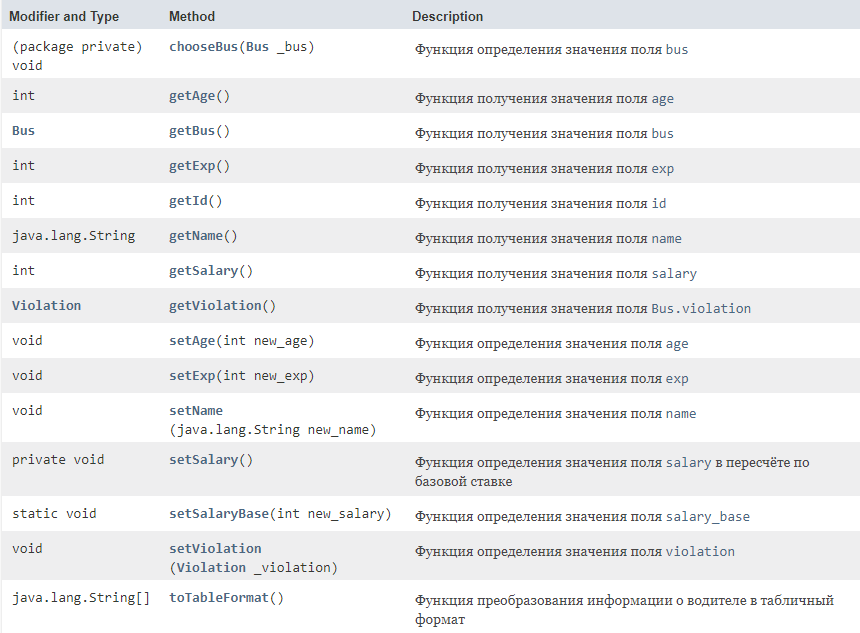 Modifier and Type Method Description
(package private) chooseBus(Bus _bus) Функция определения значения поля bus
void
int getAge() Функция получения значения поля age
Bus getBus() Функция получения значения поля bus
int getExp() Функция получения значения поля exp
int getId() Функция получения значения поля id
java.lang.String getName() Функция получения значения поля name
int getSalary() Функция получения значения поля salary
Violation getViolation() Функция получения значения поля Bus.violation
void setAge(int new_age) Функция определения значения поля age
void setExp(int new_exp) Функция определения значения поля exp
void setName Функция определения значения поля name
(java.lang.String new_name)
private void setSalary() Функция определения значения поля salary в пересчёте по
базовой ставке
static void setSalaryBase(int new_salary) Функция определения значения поля salary_base
void setViolation Функция определения значения поля violation
(Violation _violation)
java.lang.String[] toTableFormat() Функция преобразования информации о водителе в табличный
формат